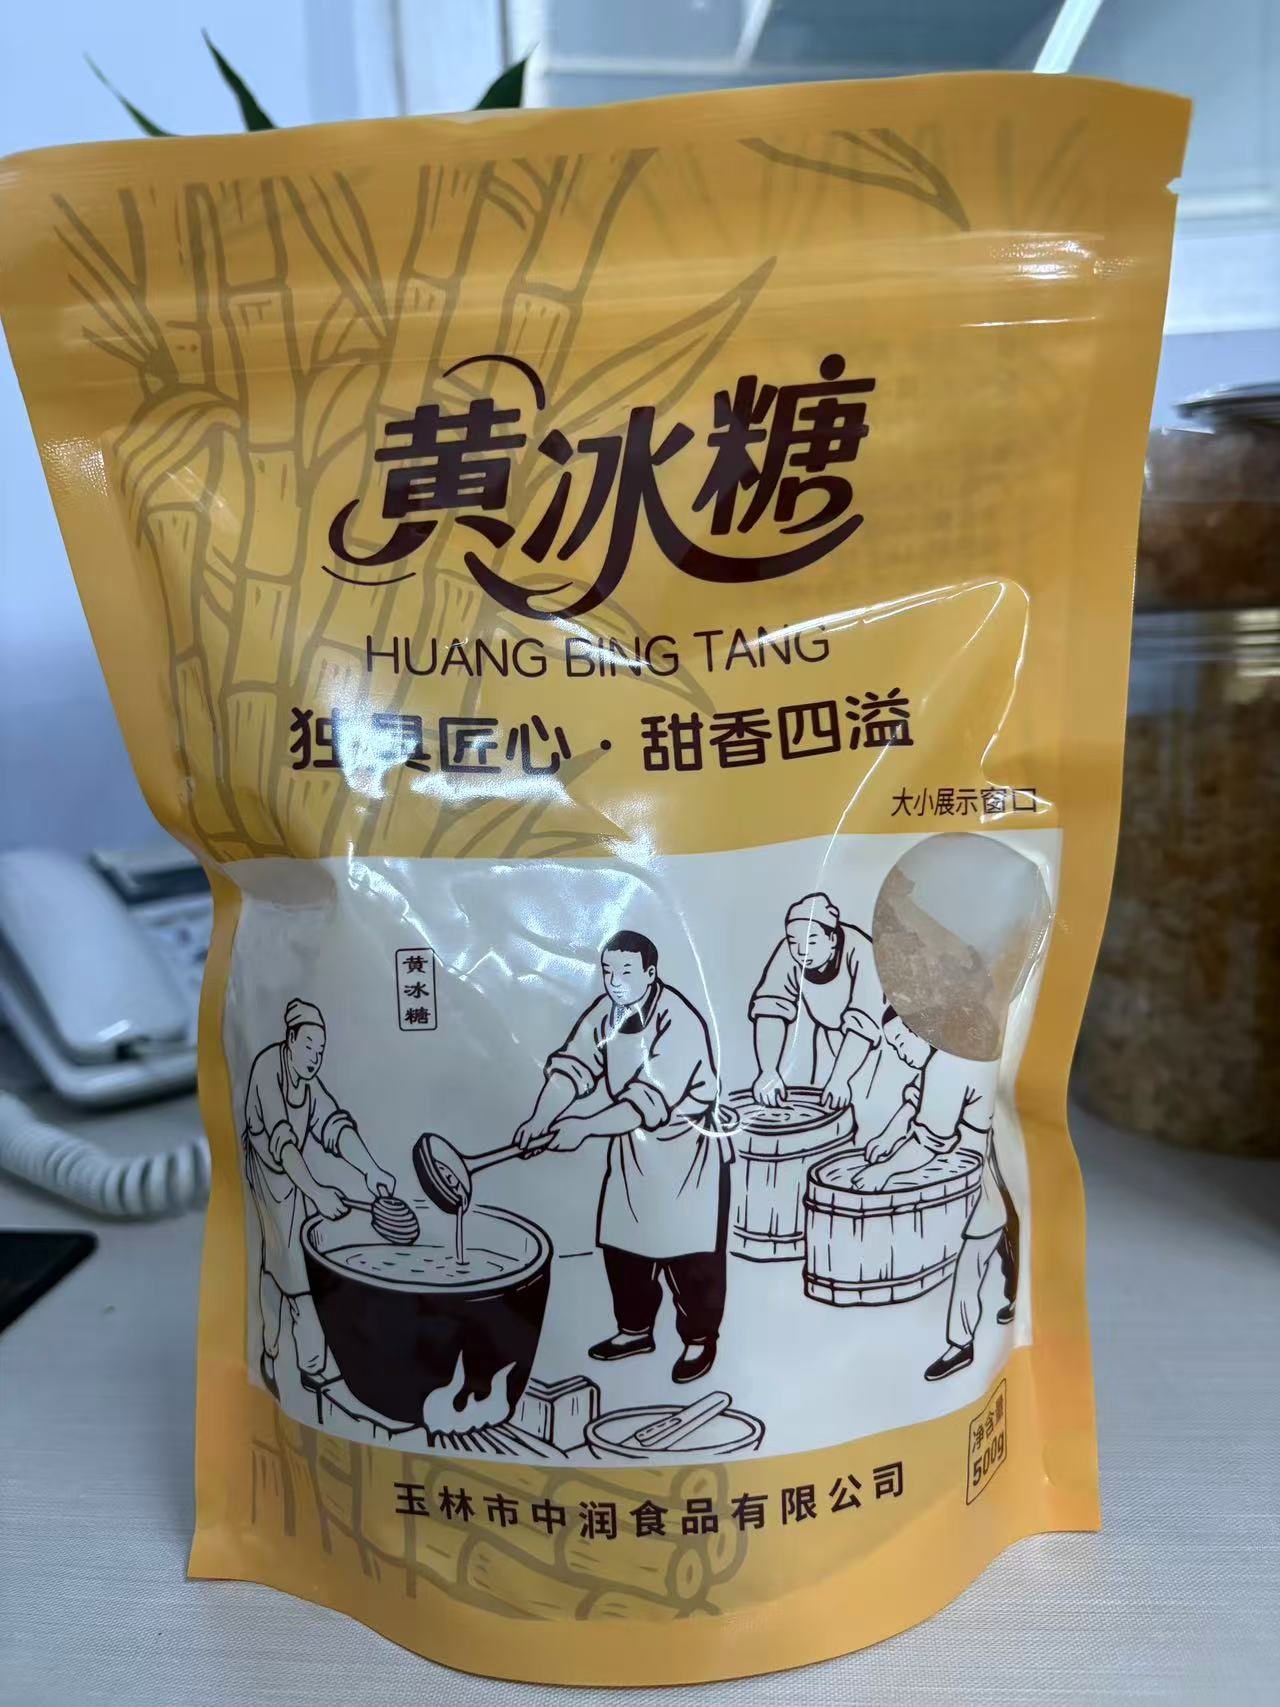 黄冰糖
HUANG BING TANG
独具匠心·甜香四溢
大小展示窗口
黄冰糖
净含量
500g
玉林市中润食品有限公司